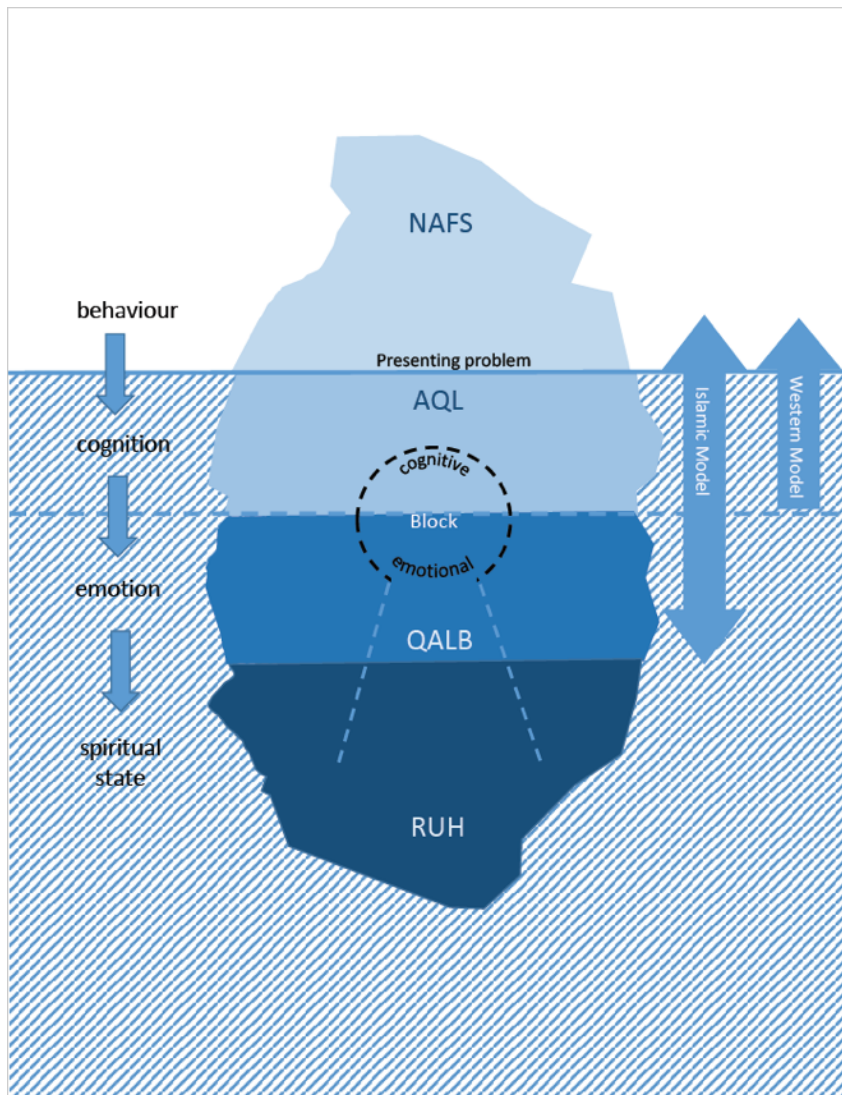 NAFS
behaviour
Presenting problem
AQL
cognition
cognitive
Block
emotional
emotion
QALB
spiritual
state
RUH
Islamic Model
Western Model